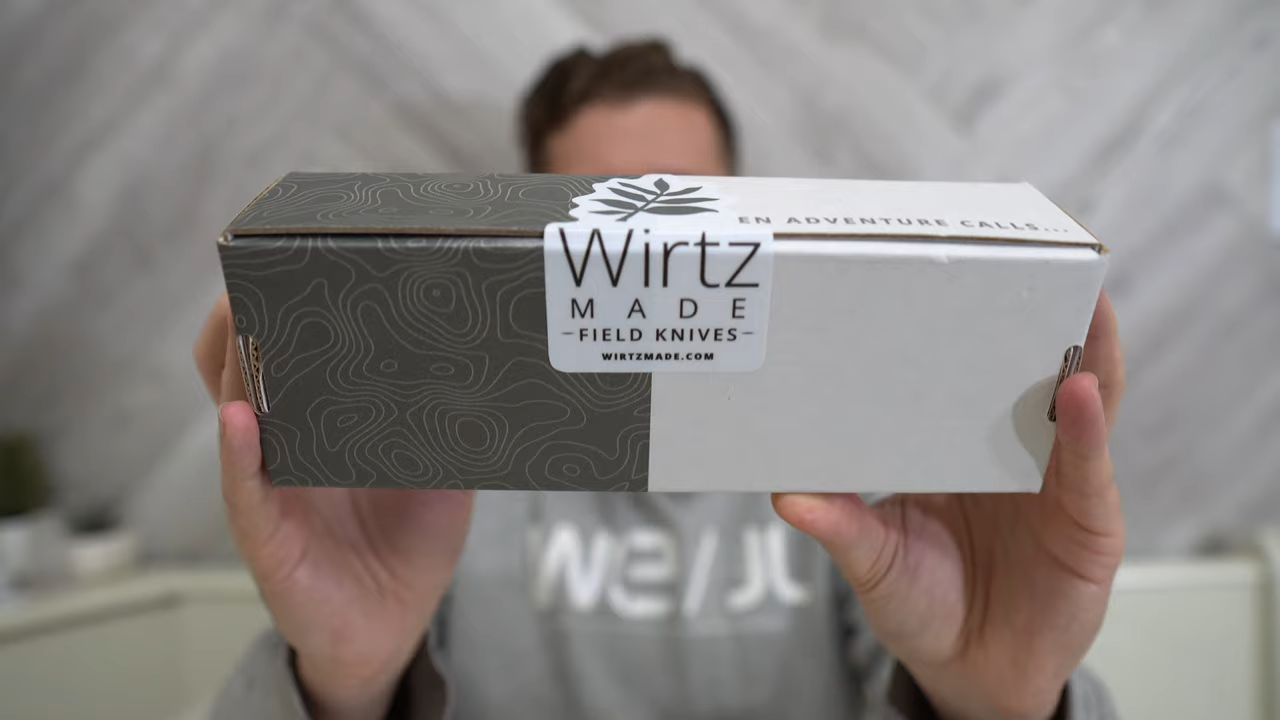 EN ADVENTURE CALLS...
Wirtz
MADE
-FIELD KNIVES-
WIRTZMADE.COM